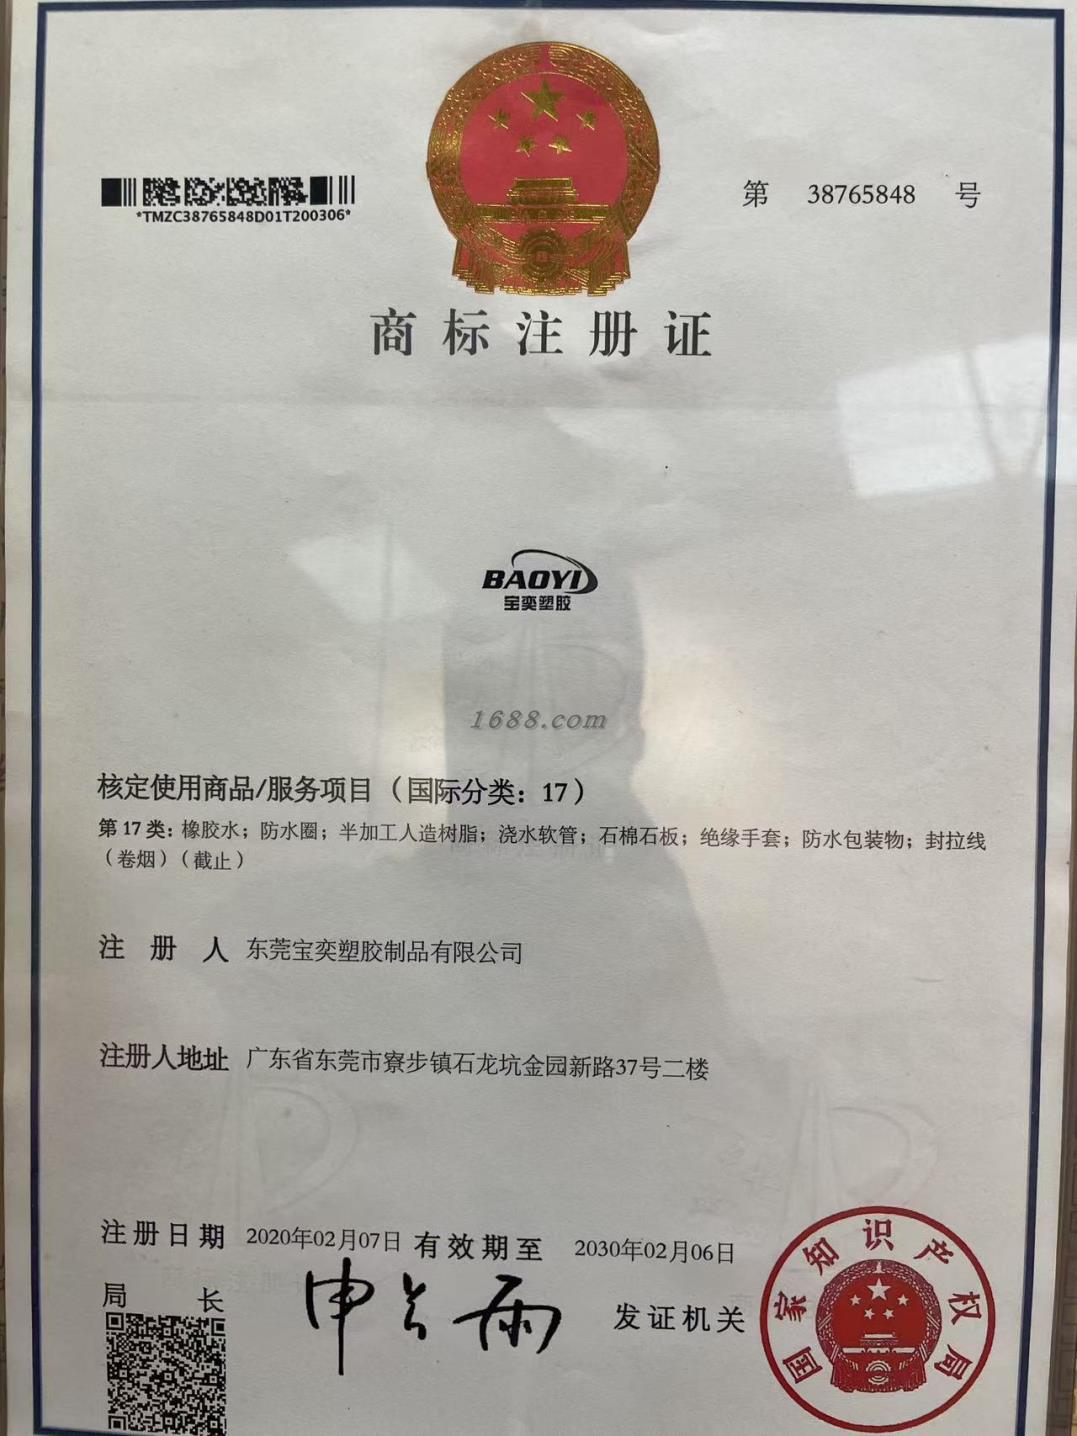 *TMZC38765848D01T200306*
第 38765848 号
商标注册证
BAOYI
宝奕塑胶
1688.com
核定使用商品/服务项目（国际分类：17）
第 17 类：橡胶水；防水圈；半加工人造树脂；浇水软管；石棉石板；绝缘手套；防水包装物；封拉线
（卷烟）（截止）
注 册 人 东莞宝奕塑胶制品有限公司
注册人地址 广东省东莞市寮步镇石龙坑金园新路37号二楼
注册日期 2020年02月07日 有效期至 2030年02月06日
局 长 申长雨 发证机关
国家知识产权局